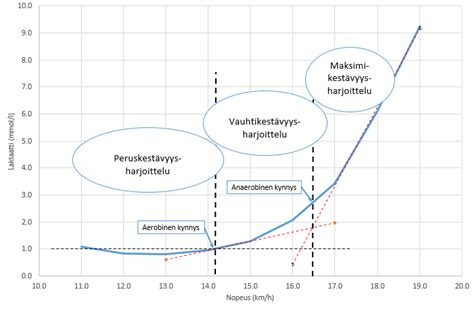 10.0
9.0
8.0
7.0
6.0
5.0
4.0
3.0
2.0
1.0
0.0
Laktaatti (mmol/l)
Maksimi-
kestävyys-
harjoittelu
Vauhtikestävyys-
harjoittelu
Peruskestävyys-
harjoittelu
Anaerobinen kynnys
Aerobinen kynnys
10.0 11.0 12.0 13.0 14.0 15.0 16.0 17.0 18.0 19.0 20.0
Nopeus (km/h)